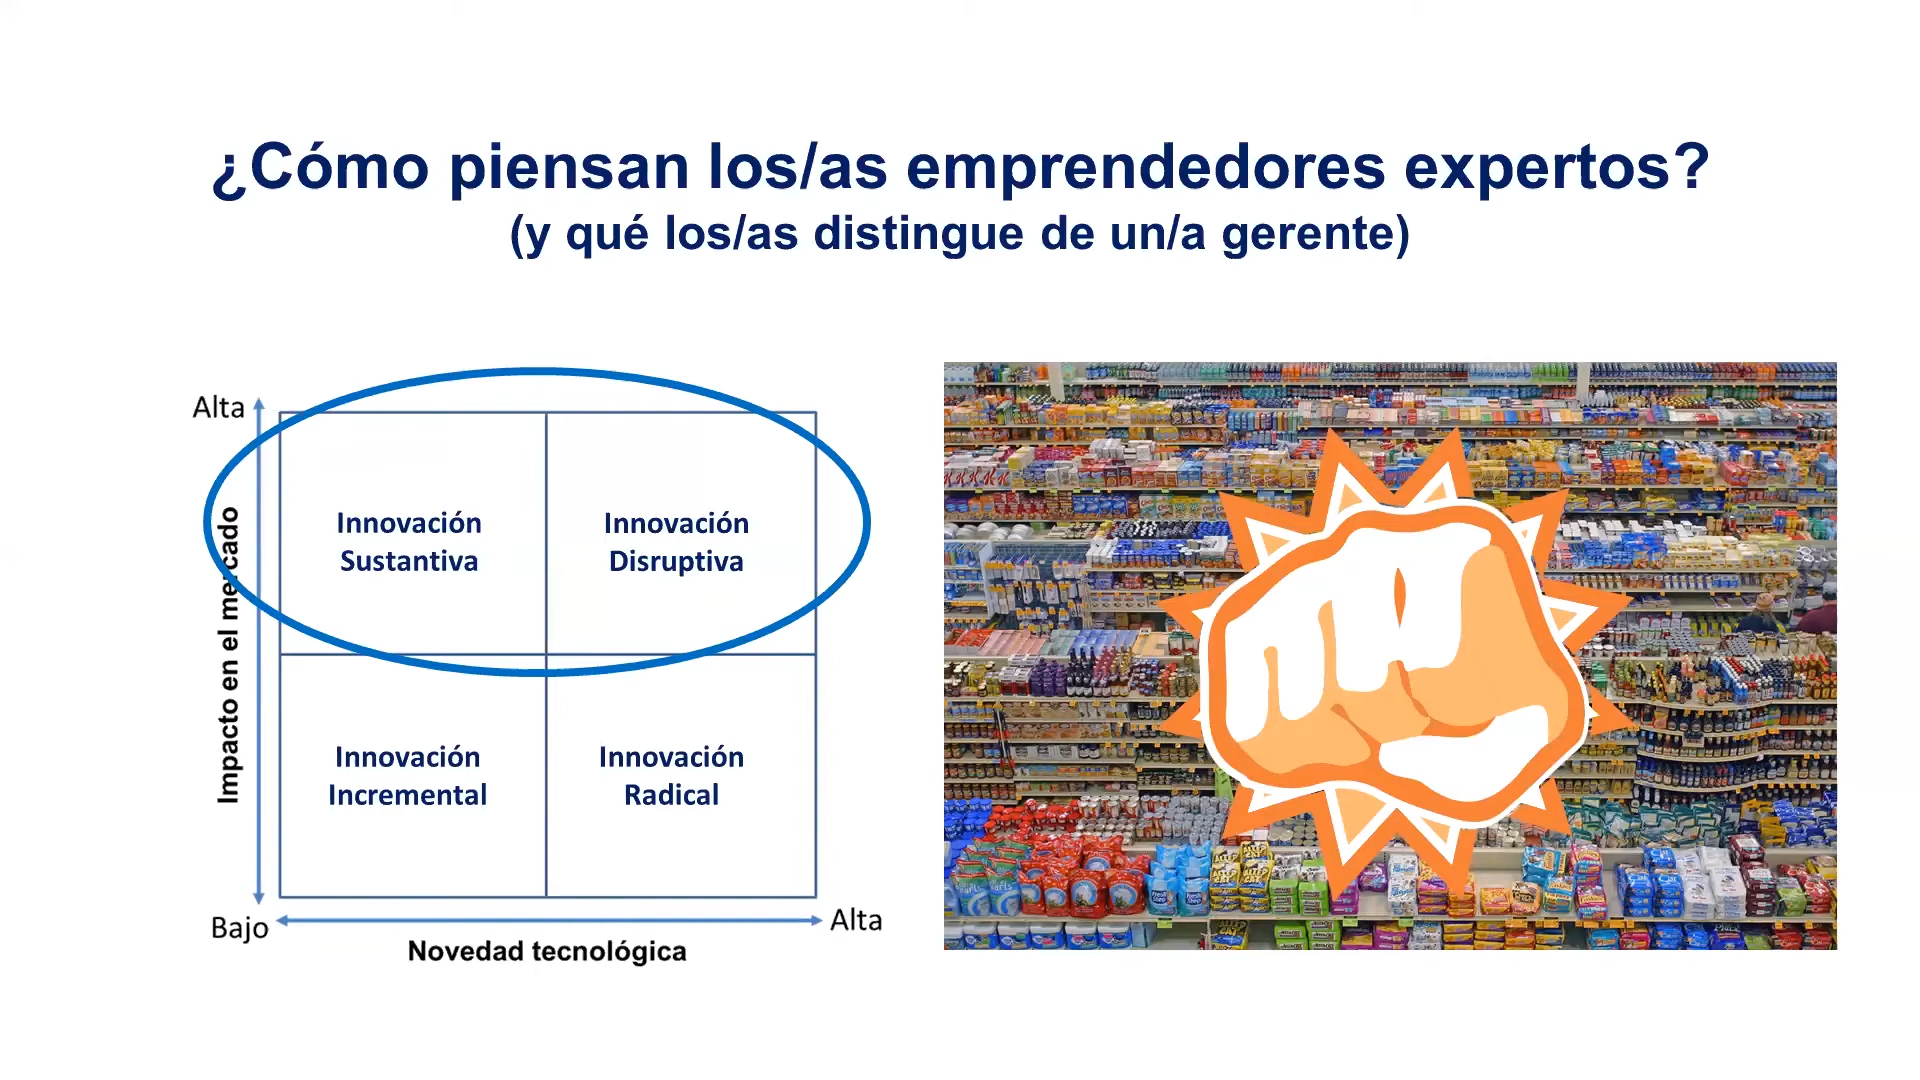 ¿Cómo piensan los/as emprendedores expertos?
(y qué los/as distingue de un/a gerente)
Alta
Impacto en el mercado
Innovación
Sustantiva
Innovación
Disruptiva
Innovación
Incremental
Innovación
Radical
Bajo
Alta
Novedad tecnológica